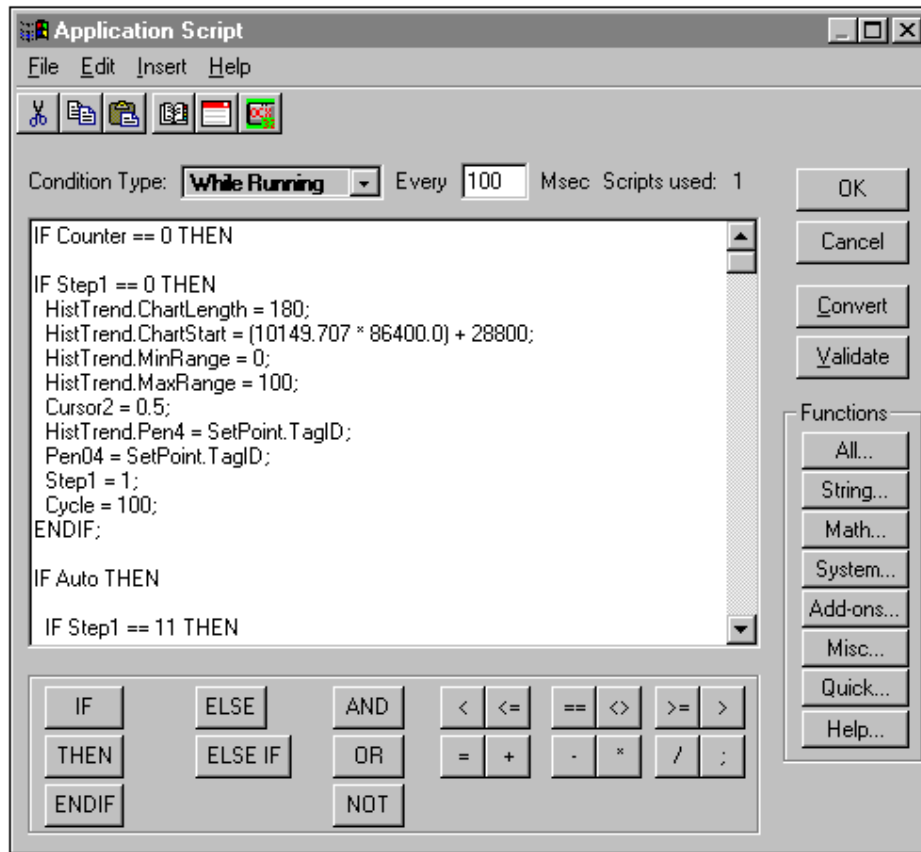 Application Script
File Edit Insert Help
Condition Type: While Running Every 100 Msec Scripts used: 1
IF Counter == 0 THEN
IF Step1 == 0 THEN
HistTrend.ChartLength = 180;
HistTrend.ChartStart = (10149.707 * 86400.0) + 28800;
HistTrend.MinRange = 0;
HistTrend.MaxRange = 100;
Cursor2 = 0.5;
HistTrend.Pen4 = SetPoint.TagID;
Pen04 = SetPoint.TagID;
Step1 = 1;
Cycle = 100;
ENDIF;
IF Auto THEN
IF Step1 == 11 THEN
OK
Cancel
Convert
Validate
Functions
All...
String...
Math...
System...
Add-ons...
Misc...
Quick...
Help...
IF ELSE AND < <= == <> >= >
THEN ELSE IF OR = + - * / ;
ENDIF NOT